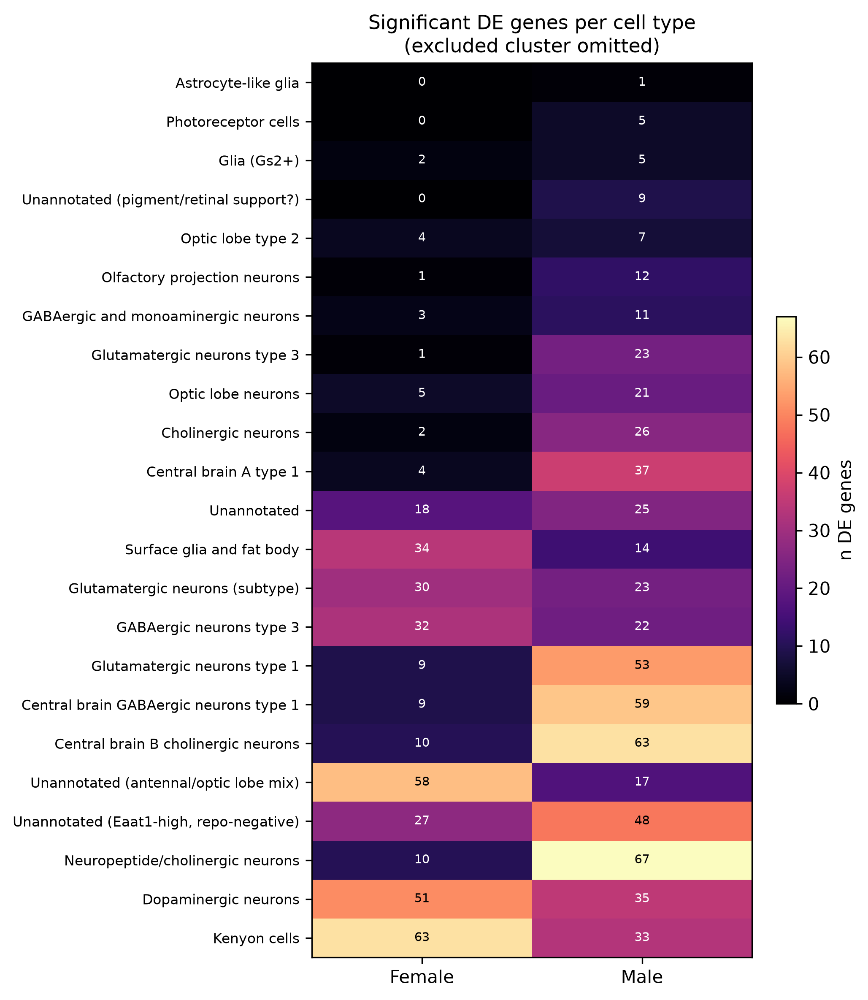 Significant DE genes per cell type
(excluded cluster omitted)
Astrocyte-like glia 0 1
Photoreceptor cells 0 5
Glia (Gs2+) 2 5
Unannotated (pigment/retinal support?) 0 9
Optic lobe type 2 4 7
Olfactory projection neurons 1 12
GABAergic and monoaminergic neurons 3 11
Glutamatergic neurons type 3 1 23
Optic lobe neurons 5 21
Cholinergic neurons 2 26
Central brain A type 1 4 37
Unannotated 18 25
Surface glia and fat body 34 14
Glutamatergic neurons (subtype) 30 23
GABAergic neurons type 3 32 22
Glutamatergic neurons type 1 9 53
Central brain GABAergic neurons type 1 9 59
Central brain B cholinergic neurons 10 63
Unannotated (antennal/optic lobe mix) 58 17
Unannotated (Eaat1-high, repo-negative) 27 48
Neuropeptide/cholinergic neurons 10 67
Dopaminergic neurons 51 35
Kenyon cells 63 33
Female Male
60
50
40
30
20
10
0
n DE genes